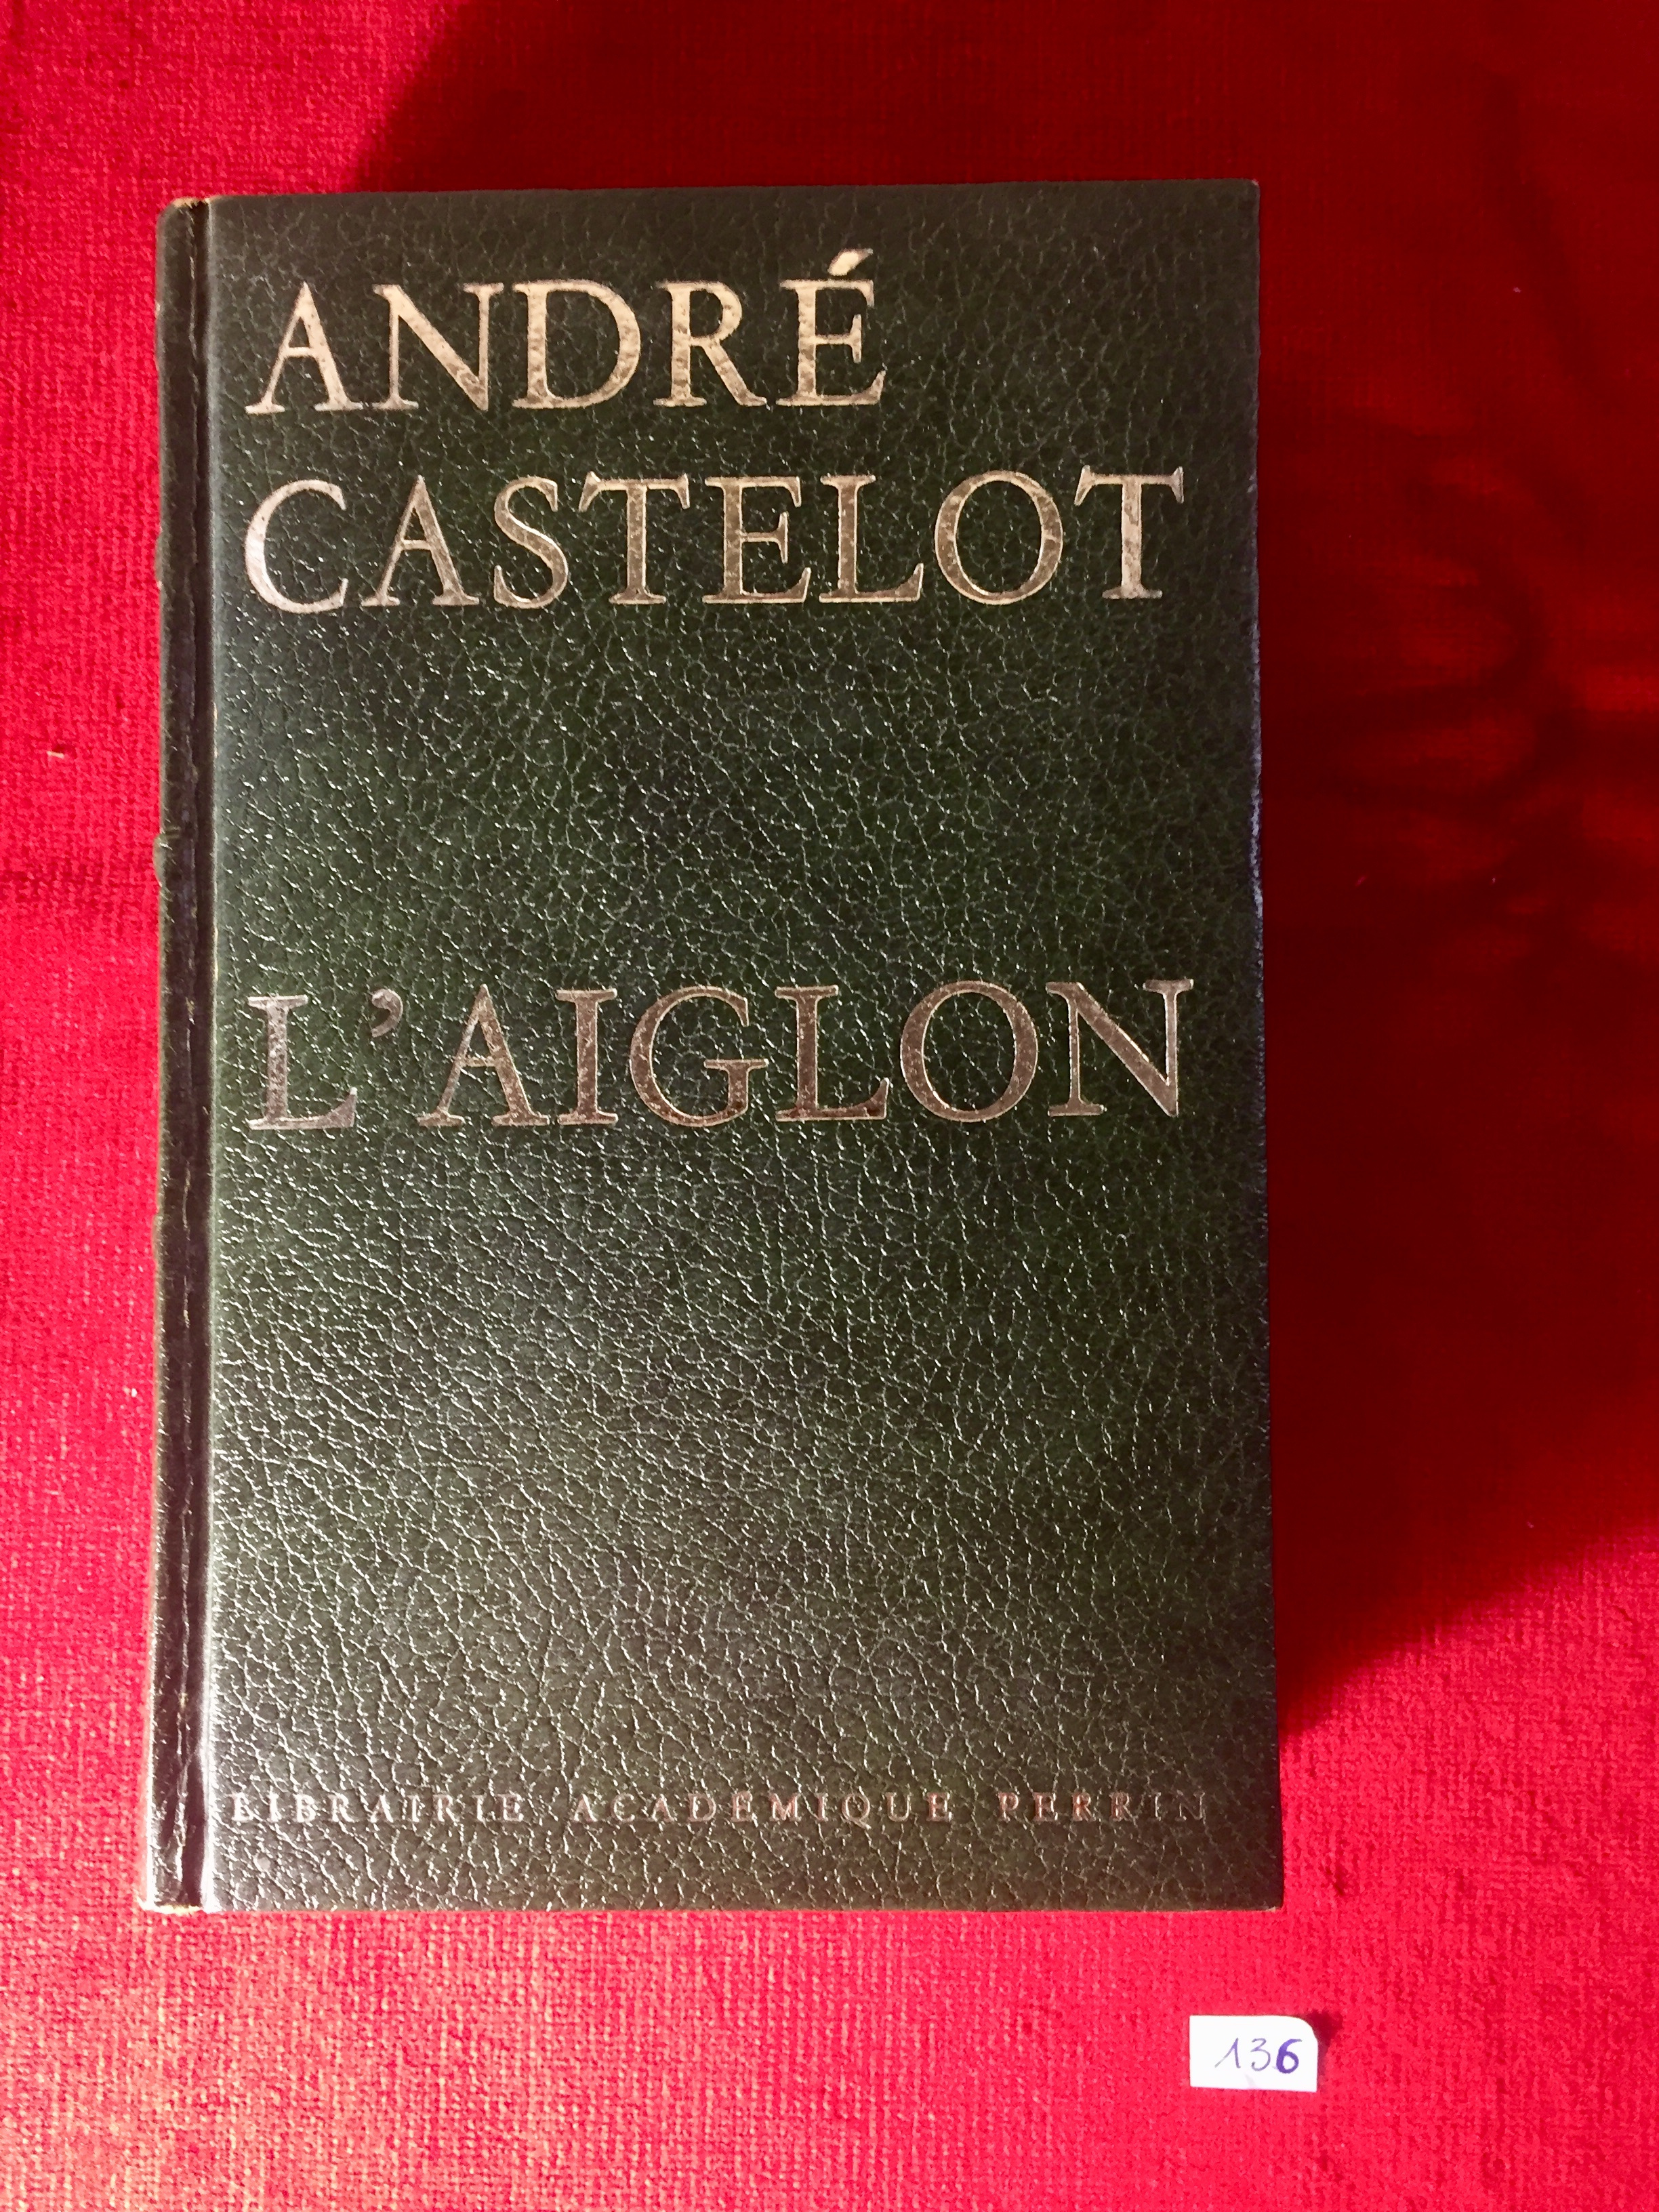 ANDRÉ
CASTELOT
L'AIGLON
LIBRAIRIE ACADÉMIQUE PERRIN
136